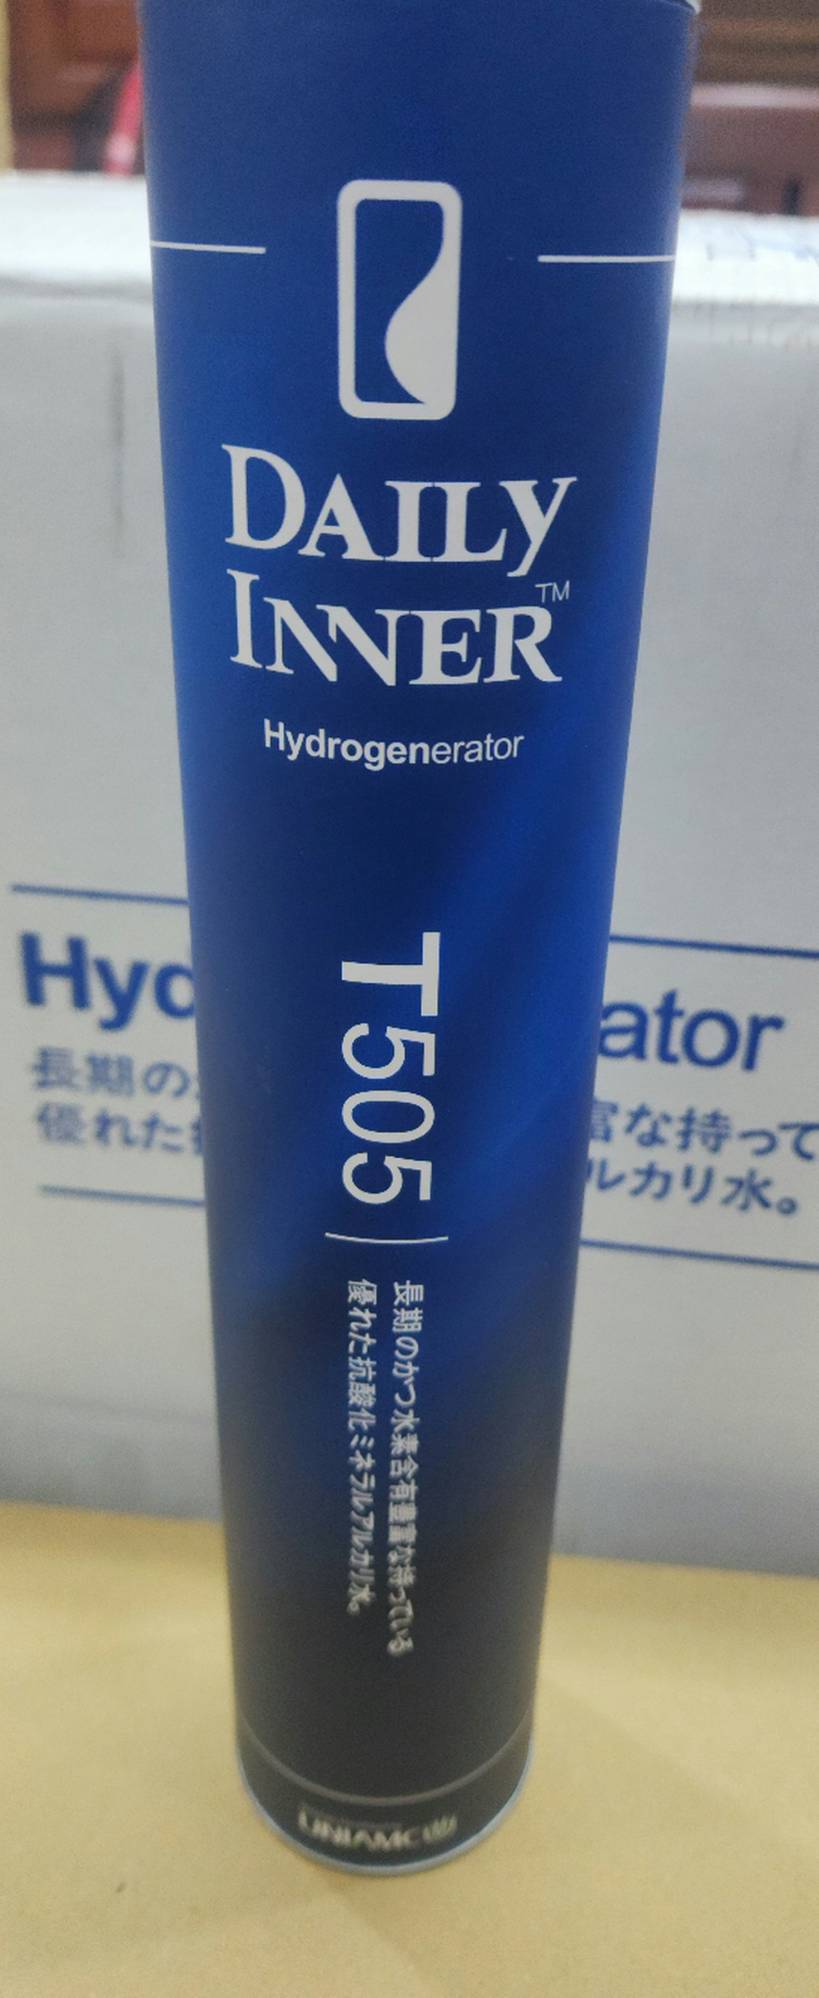 DAILY
INNER™
Hydrogenerator
T505
長期のかつ水素含有量富な持っている
優れた抗酸化ミネラルアルカリ水。
UNIAMC
Hyd
ator
長期の
富な持って
優れた
ルカリ水。